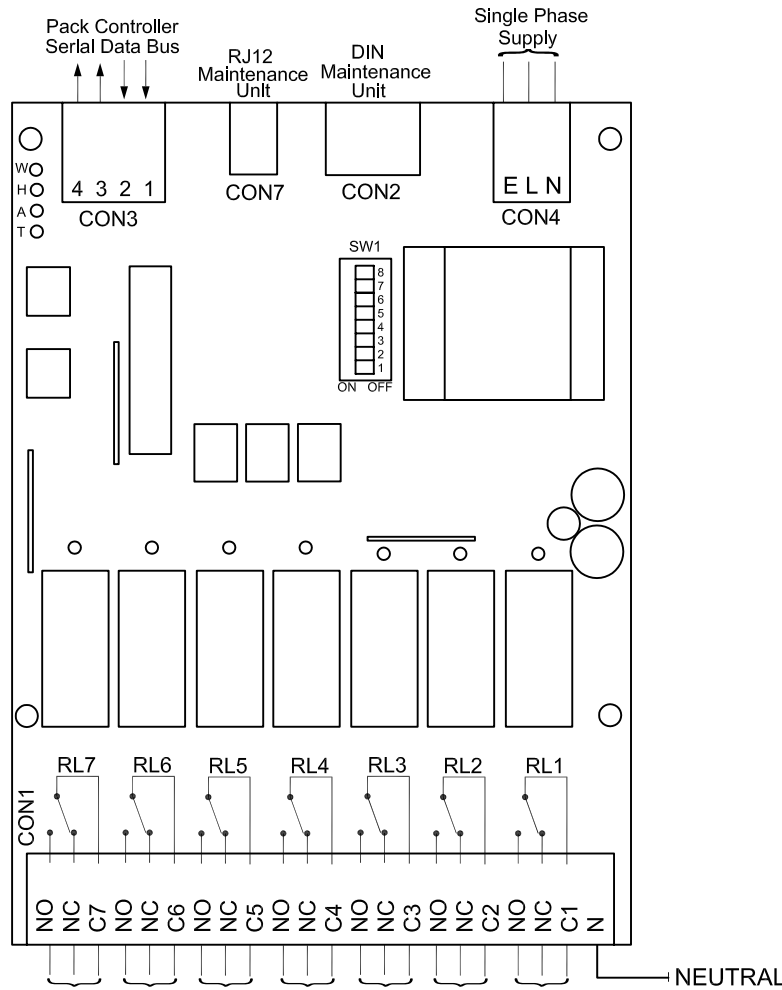 Pack Controller
Serial Data Bus
RJ12
Maintenance
Unit
DIN
Maintenance
Unit
Single Phase
Supply
W
H
A
T
4 3 2 1
CON3
CON7
CON2
E L N
CON4
SW1
8
7
6
5
4
3
2
1
ON OFF
CON1
RL7 RL6 RL5 RL4 RL3 RL2 RL1
NO NC C7 NO NC C6 NO NC C5 NO NC C4 NO NC C3 NO NC C2 NO NC C1 N
NEUTRAL